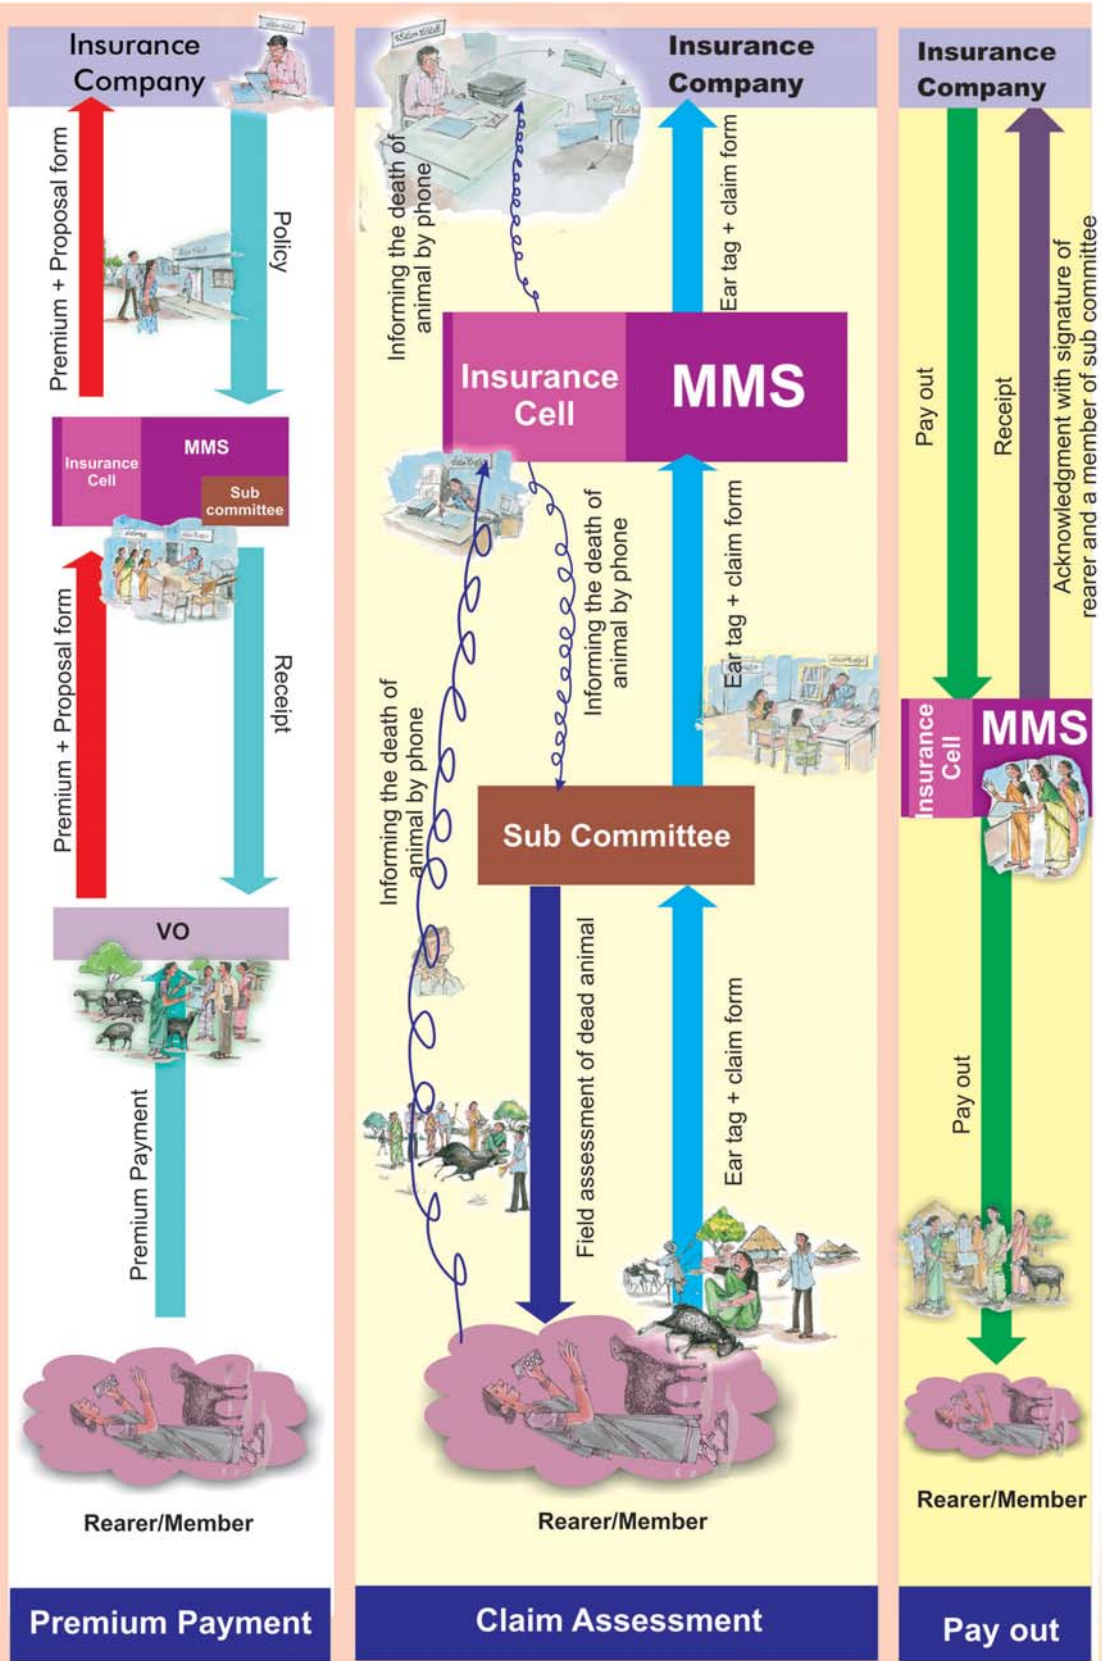 Insurance
Company
Premium + Proposal form
Policy
MMS
Insurance
Cell
Sub
committee
Premium + Proposal form
Receipt
VO
Premium Payment
Rearer/Member
Premium Payment
Insurance
Company
Informing the death of
animal by phone
Ear tag + claim form
Insurance
Cell
MMS
Informing the death of
animal by phone
Ear tag + claim form
Informing the death of
animal by phone
Sub Committee
Field assessment of dead animal
Ear tag + claim form
Rearer/Member
Claim Assessment
Insurance
Company
Pay out
Receipt
Acknowledgment with signature of
rearer and a member of sub committee
Insurance
Cell
MMS
Pay out
Rearer/Member
Pay out